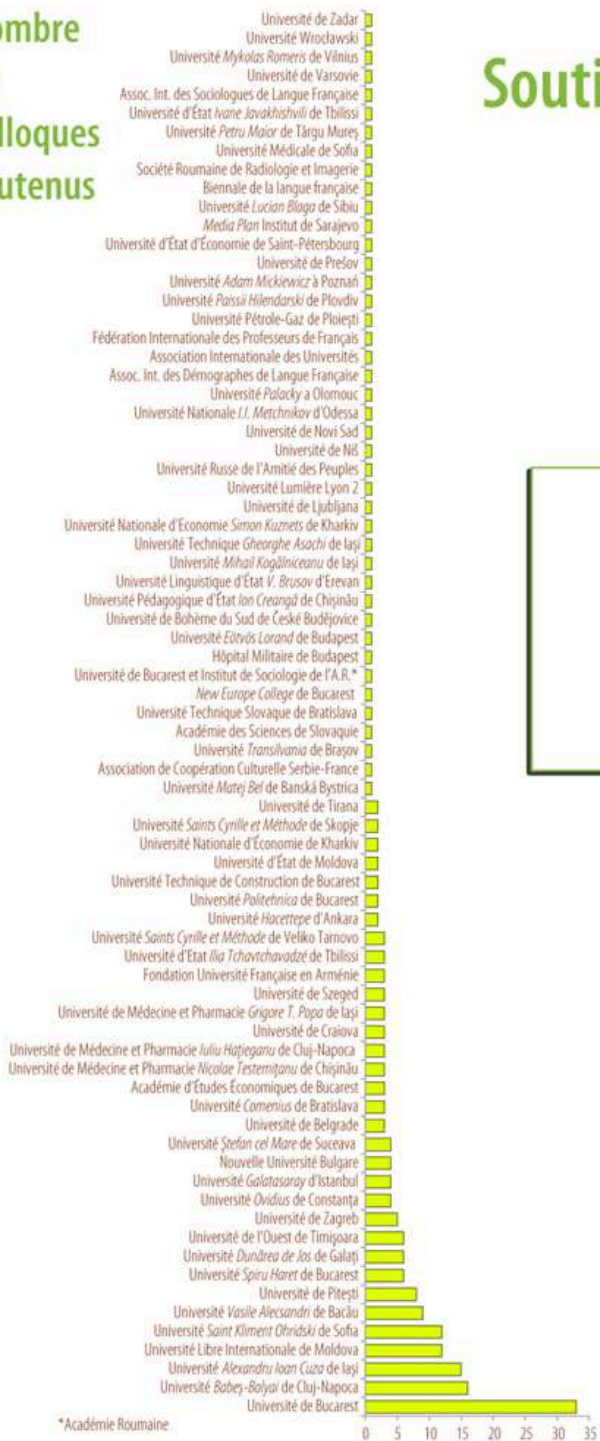 ombre
lloques
utenus
Souti
Université de Zadar
Université Wrocławski
Université Mykolas Romeris de Vilnius
Université de Varsovie
Assoc. Int. des Sociologues de Langue Française
Université d'État Ivane Javakhishvili de Tbilissi
Université Petru Maior de Târgu Mureș
Université Médicale de Sofia
Société Roumaine de Radiologie et Imagerie
Biennale de la langue française
Université Lucian Blaga de Sibiu
Media Plan Institut de Sarajevo
Université d'État d'Économie de Saint-Pétersbourg
Université de Prešov
Université Adam Mickiewicz à Poznań
Université Paissii Hilendarski de Plovdiv
Université Pétrole-Gaz de Ploiești
Fédération Internationale des Professeurs de Français
Association Internationale des Universités
Assoc. Int. des Démographes de Langue Française
Université Palacky a Olomouc
Université Nationale I.I. Metchnikov d'Odessa
Université de Novi Sad
Université de Niš
Université Russe de l'Amitié des Peuples
Université Lumière Lyon 2
Université de Ljubljana
Université Nationale d'Economie Simon Kuznets de Kharkiv
Université Technique Gheorghe Asachi de Iași
Université Mihail Kogălniceanu de Iași
Université Linguistique d'État V. Brusov d'Erevan
Université Pédagogique d'État Ion Creangă de Chișinău
Université de Bohème du Sud de České Budějovice
Université Eötvös Lorand de Budapest
Hôpital Militaire de Budapest
Université de Bucarest et Institut de Sociologie de l'A.R.*
New Europe College de Bucarest
Université Technique Slovaque de Bratislava
Académie des Sciences de Slovaquie
Université Transilvania de Brașov
Association de Coopération Culturelle Serbie-France
Université Matej Bel de Banská Bystrica
Université de Tirana
Université Saints Cyrille et Méthode de Skopje
Université Nationale d'Économie de Kharkiv
Université d'État de Moldova
Université Technique de Construction de Bucarest
Université Politehnica de Bucarest
Université Hacettepe d'Ankara
Université Saints Cyrille et Méthode de Veliko Tarnovo
Université d'Etat Ilia Tchavtchavadzé de Tbilissi
Fondation Université Française en Arménie
Université de Szeged
Université de Médecine et Pharmacie Grigore T. Popa de Iași
Université de Craiova
Université de Médecine et Pharmacie Iuliu Hațieganu de Cluj-Napoca
Université de Médecine et Pharmacie Nicolae Testemițanu de Chișinău
Académie d'Études Économiques de Bucarest
Université Comenius de Bratislava
Université de Belgrade
Université Ștefan cel Mare de Suceava
Nouvelle Université Bulgare
Université Galatasaray d'Istanbul
Université Ovidius de Constanța
Université de Zagreb
Université de l'Ouest de Timișoara
Université Dunărea de Jos de Galați
Université Spiru Haret de Bucarest
Université de Pitești
Université Vasile Alecsandri de Bacău
Université Saint Kliment Ohridski de Sofia
Université Libre Internationale de Moldova
Université Alexandru Ioan Cuza de Iași
Université Babeș-Bolyai de Cluj-Napoca
Université de Bucarest
*Académie Roumaine
0 5 10 15 20 25 30 35